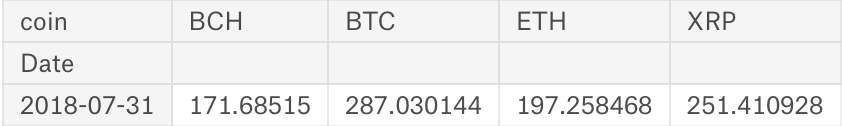 coin BCH BTC ETH XRP
Date
2018-07-31 171.68515 287.030144 197.258468 251.410928